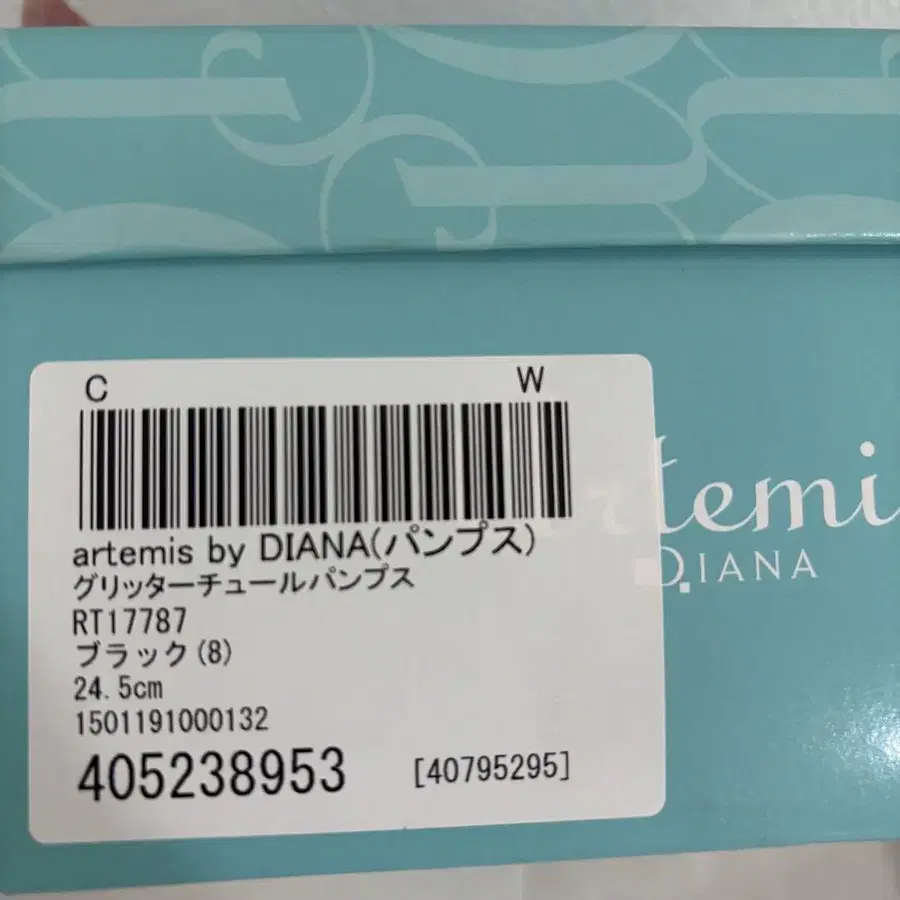 C W
artemis by DIANA(パンプス)
グリッターチュールパンプス
RT17787
ブラック(8)
24.5cm
1501191000132
405238953 [40795295]
temi
DIANA